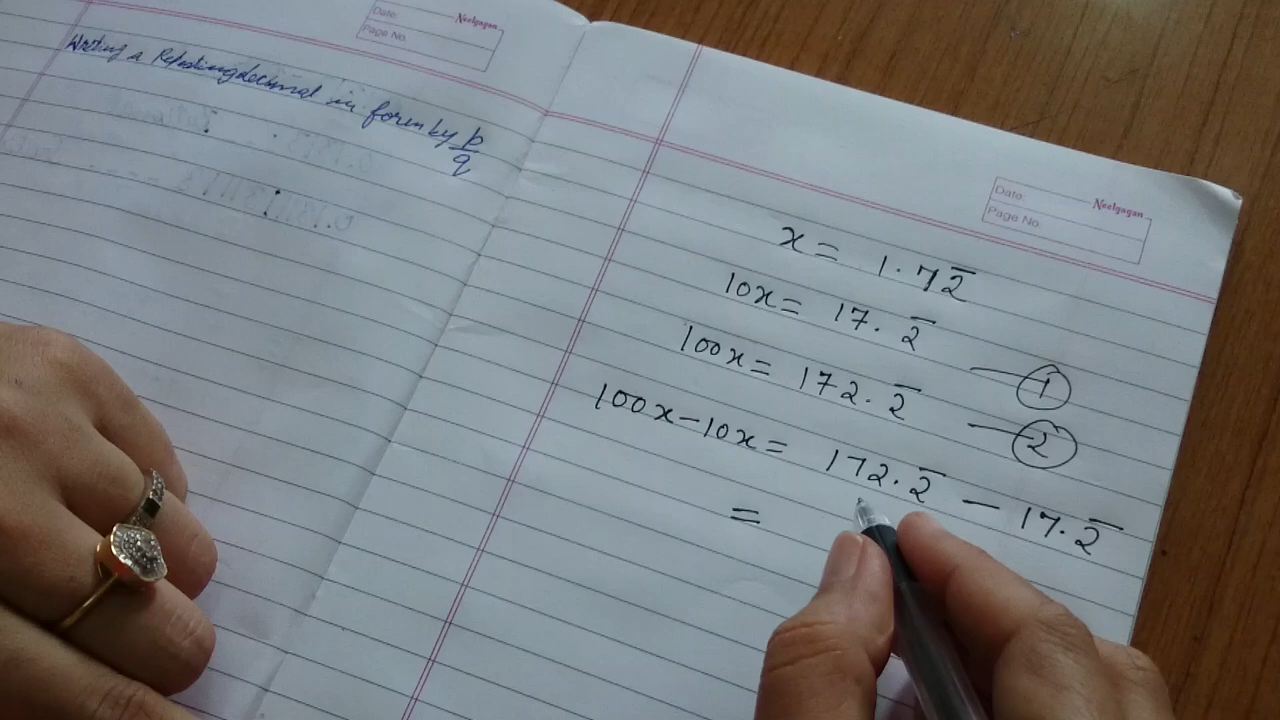 Date:
Neelgagan
Page No.
Writing a Repeating decimal in form by p/q
Date:
Neelgagan
Page No.
x = 1.72̅
10x = 17.2̅ — ①
100x = 172.2̅ — ②
100x - 10x = 172.2̅ - 17.2̅
=